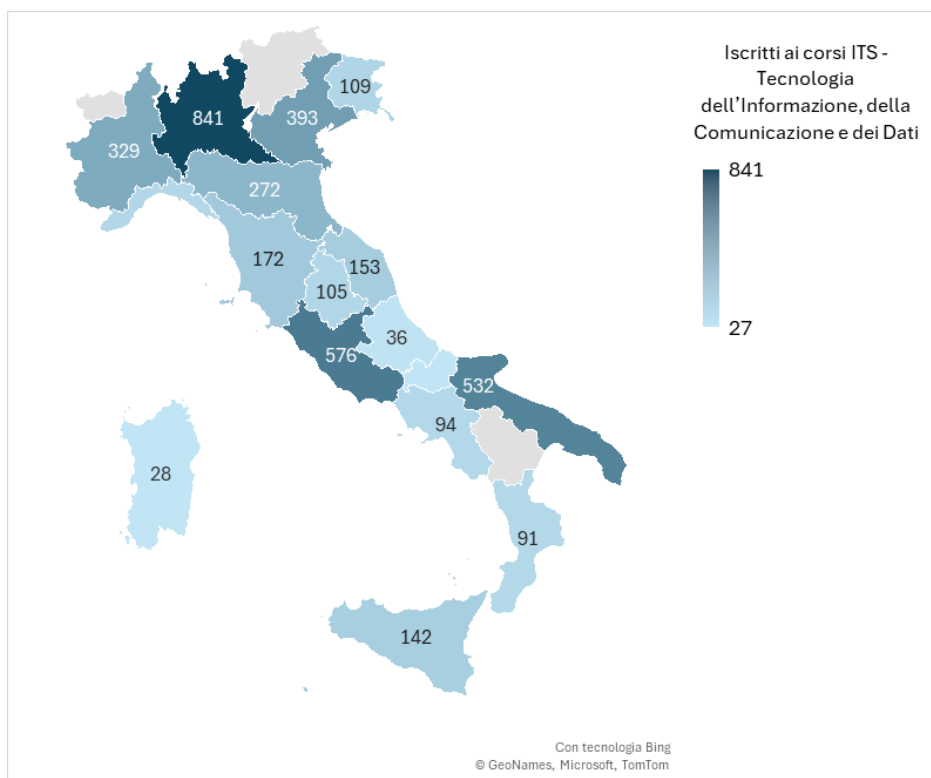 Iscritti ai corsi ITS -
Tecnologia
dell'Informazione, della
Comunicazione e dei Dati
841
27
109
841
393
329
272
172
153
105
36
576
532
94
28
91
142
Con tecnologia Bing
© GeoNames, Microsoft, TomTom